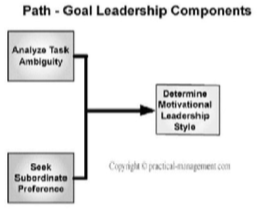 Path - Goal Leadership Components
Analyze Task
Ambiguity
Determine
Motivational
Leadership
Style
Seek
Subordinate
Preference
Copyright © practical-management.com